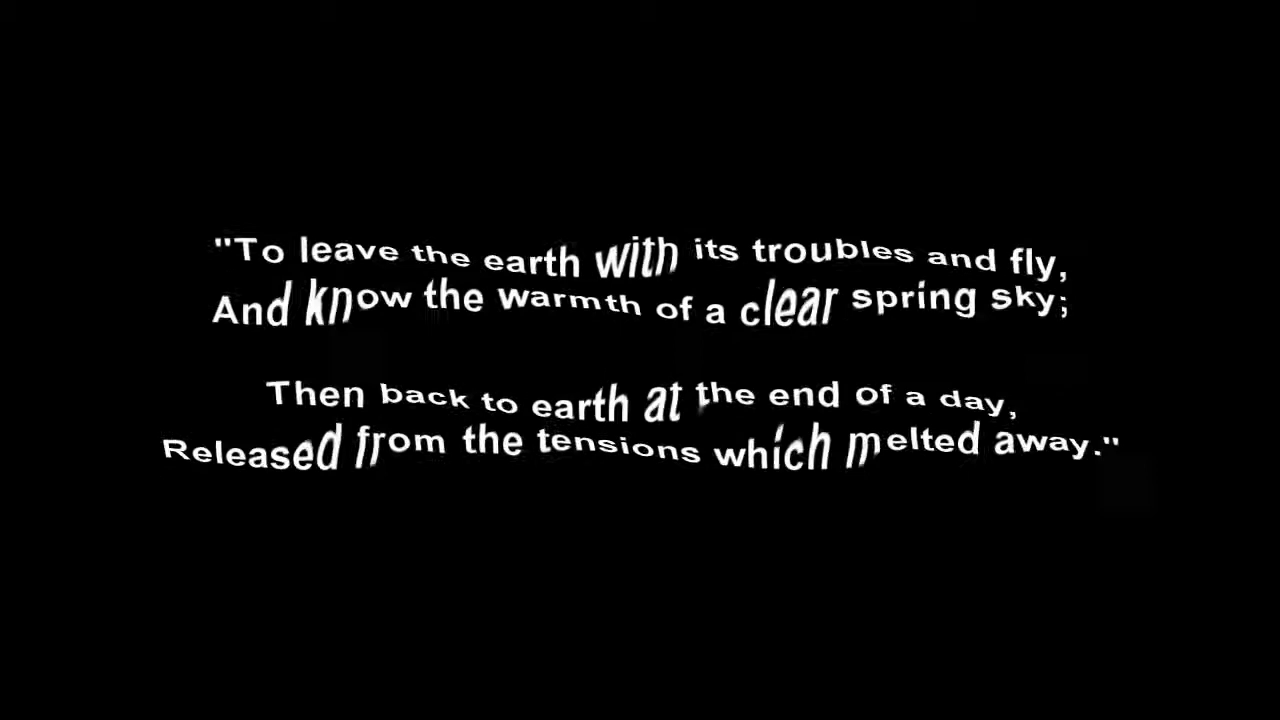 "To leave the earth with its troubles and fly,
And know the warmth of a clear spring sky;
Then back to earth at the end of a day,
Released from the tensions which melted away."